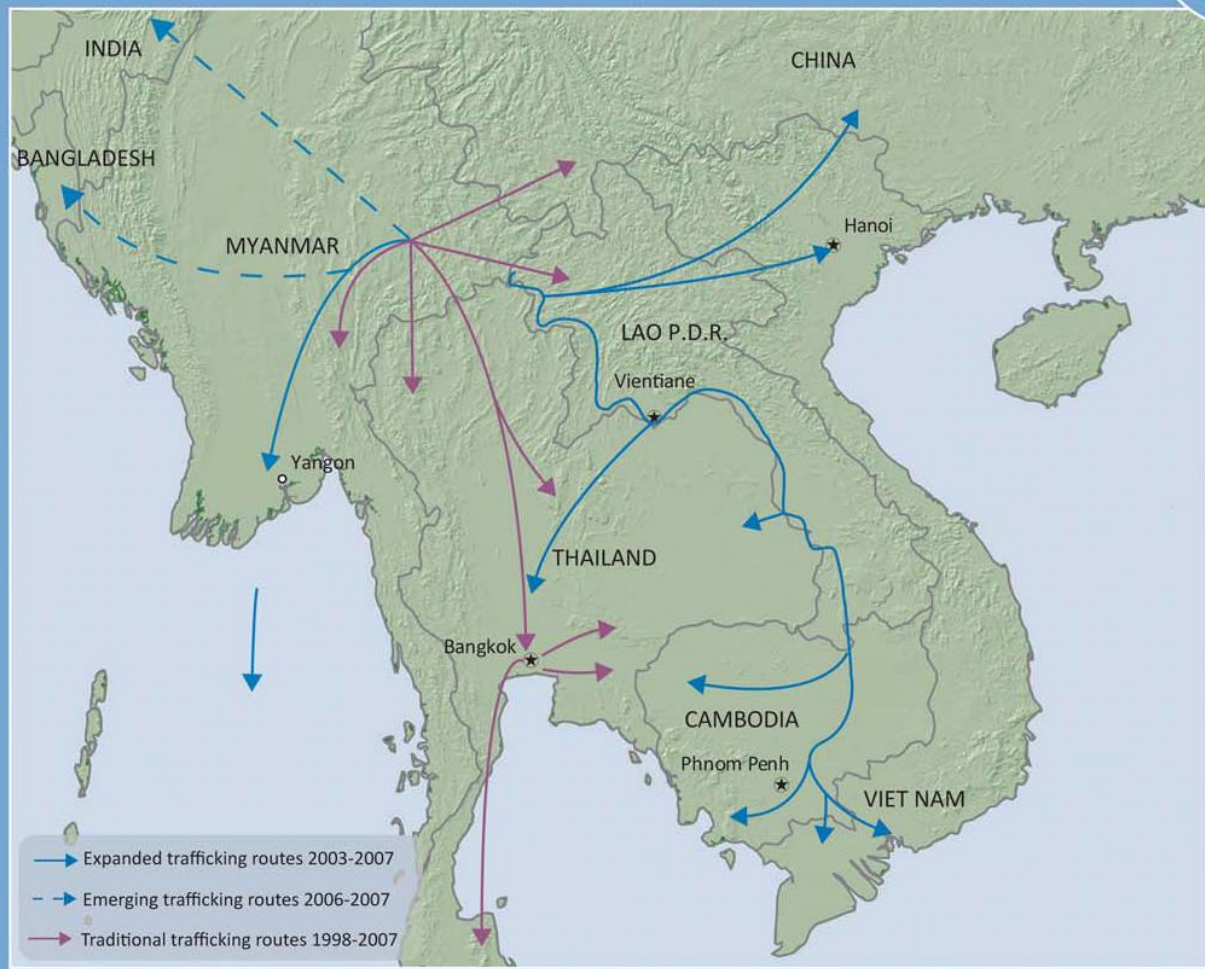 INDIA
CHINA
BANGLADESH
Hanoi
MYANMAR
LAO P.D.R.
Vientiane
Yangon
THAILAND
Bangkok
CAMBODIA
Phnom Penh
VIET NAM
Expanded trafficking routes 2003-2007
Emerging trafficking routes 2006-2007
Traditional trafficking routes 1998-2007